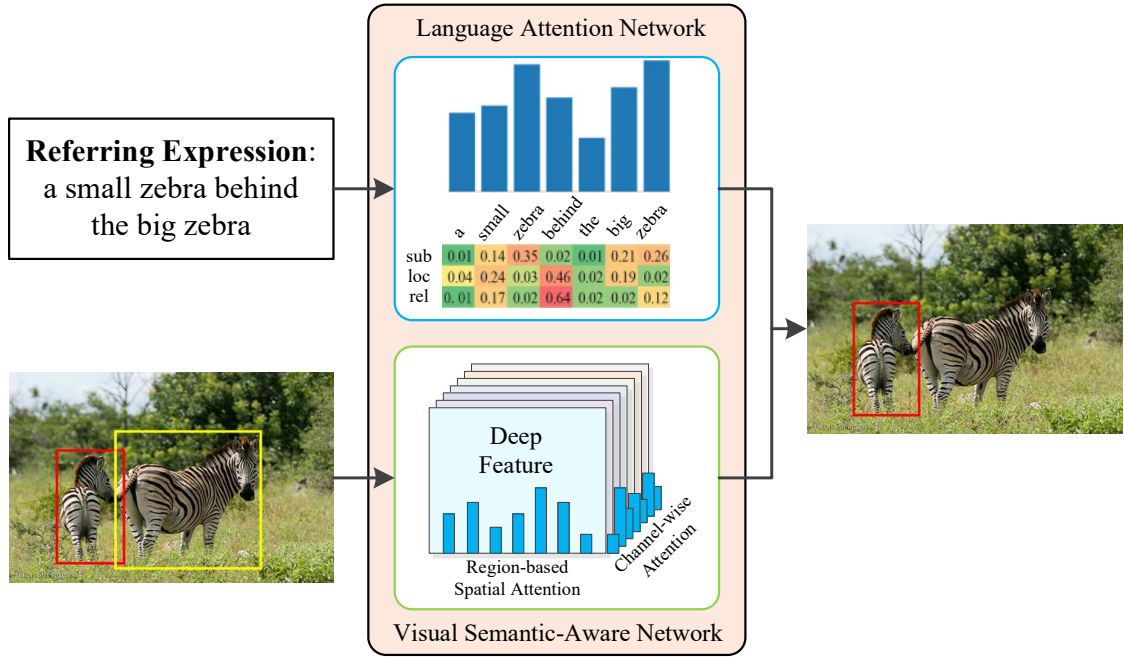 Language Attention Network
Referring Expression:
a small zebra behind
the big zebra
a small zebra behind the big zebra
sub 0.01 0.14 0.35 0.02 0.01 0.21 0.26
loc 0.04 0.24 0.03 0.46 0.02 0.19 0.02
rel 0.01 0.17 0.02 0.64 0.02 0.02 0.12
Deep
Feature
Region-based
Spatial Attention
Channel-wise
Attention
Visual Semantic-Aware Network